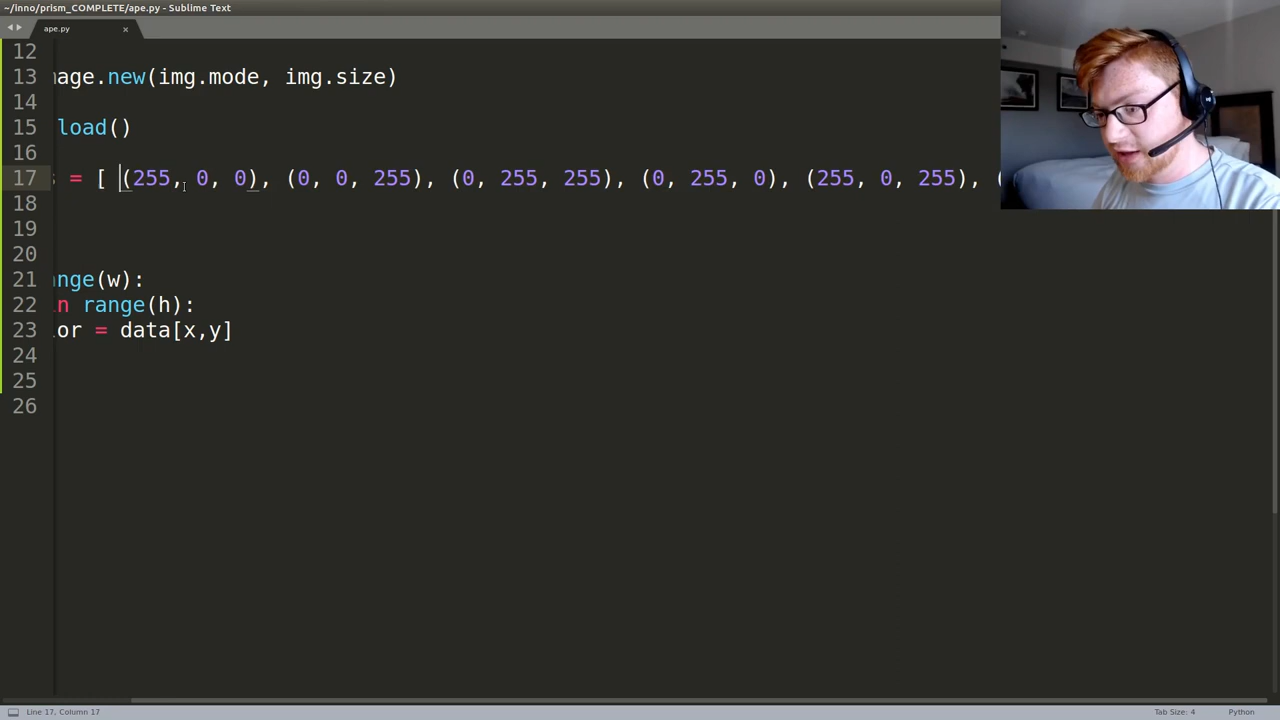 ~/inno/prism_COMPLETE/ape.py - Sublime Text
ape.py ×
12
13 mage.new(img.mode, img.size)
14
15 load()
16
17 = [ (255, 0, 0), (0, 0, 255), (0, 255, 255), (0, 255, 0), (255, 0, 255), (
18
19
20
21 nge(w):
22 n range(h):
23 or = data[x,y]
24
25
26
Line 17, Column 17
Tab Size: 4
Python